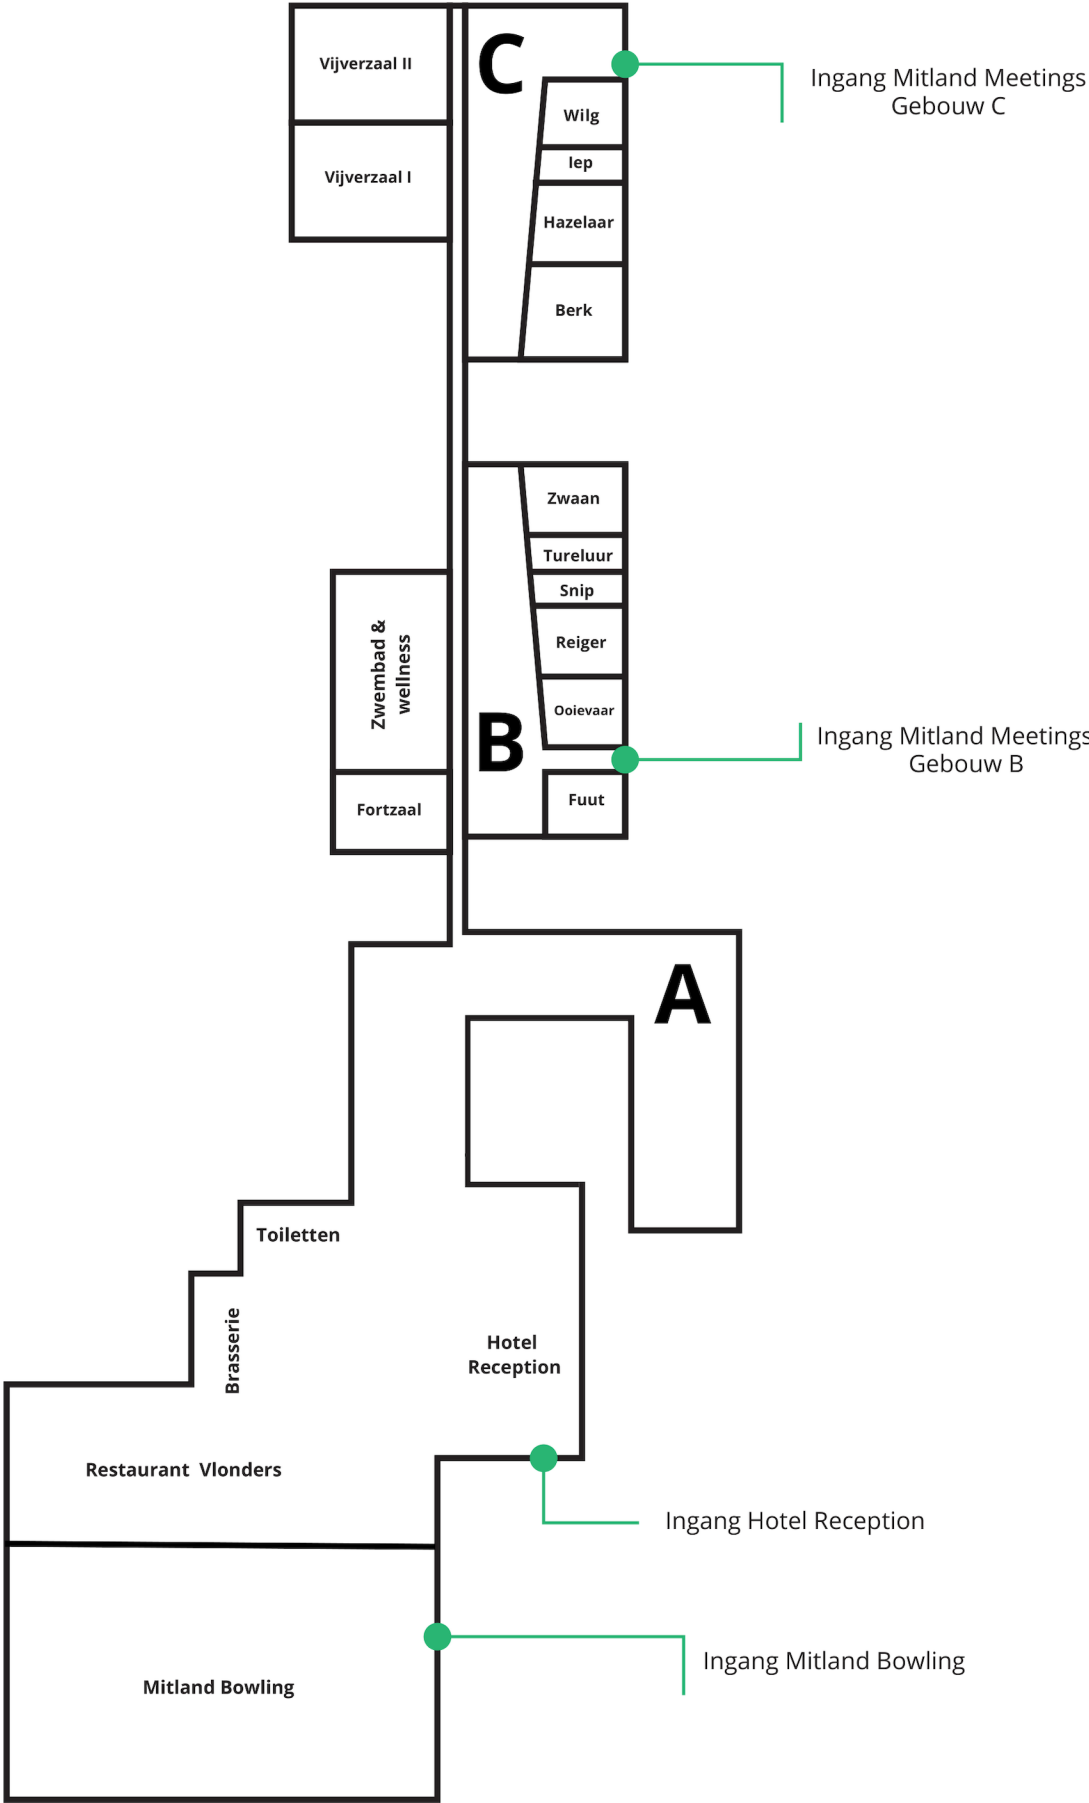 Vijverzaal II
C
Ingang Mitland Meetings
Gebouw C
Wilg
Iep
Vijverzaal I
Hazelaar
Berk
Zwaan
Tureluur
Snip
Zwembad &
wellness
Reiger
Ooievaar
B
Ingang Mitland Meetings
Gebouw B
Fortzaal
Fuut
A
Toiletten
Brasserie
Hotel
Reception
Restaurant Vlonders
Ingang Hotel Reception
Ingang Mitland Bowling
Mitland Bowling